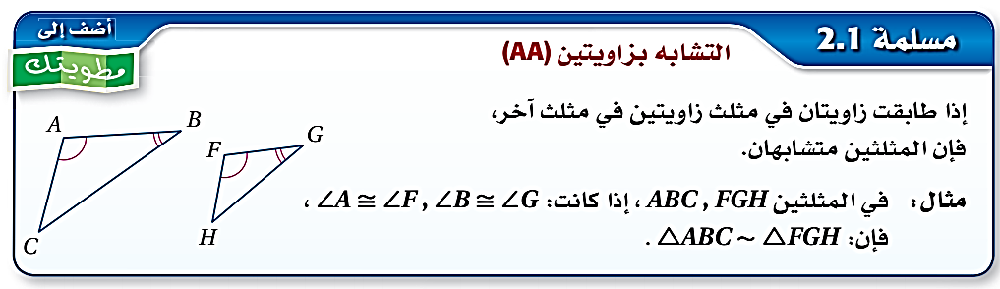 مسلمة 2.1
أضف إلى
مطويتك
التشابه بزاويتين (AA)
إذا طابقت زاويتان في مثلث زاويتين في مثلث آخر،
فإن المثلثين متشابهان.
مثال: في المثلثين ABC , FGH ، إذا كانت: ∠A ≅ ∠F , ∠B ≅ ∠G ،
فإن: △ABC ~ △FGH .
A
B
C
F
G
H